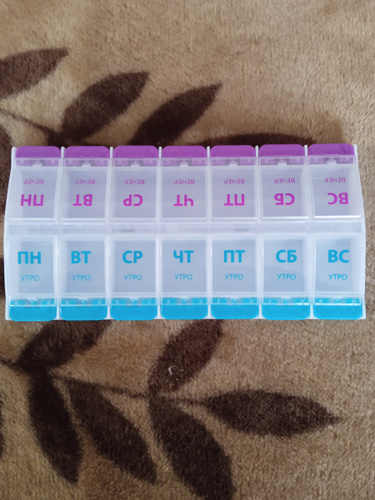 ПН ВТ СР ЧТ ПТ СБ ВС
ВЕЧЕР ВЕЧЕР ВЕЧЕР ВЕЧЕР ВЕЧЕР ВЕЧЕР ВЕЧЕР
ПН ВТ СР ЧТ ПТ СБ ВС
УТРО УТРО УТРО УТРО УТРО УТРО УТРО